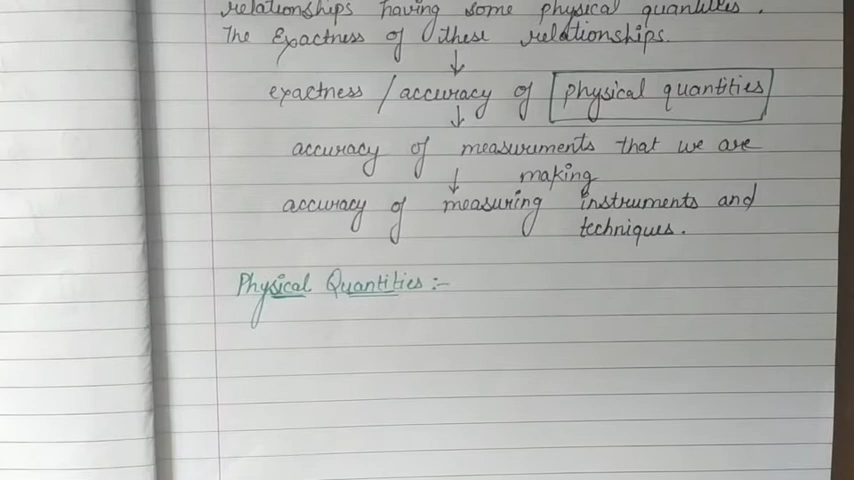 relationships having some physical quantities.
The Exactness of these relationships.
↓
exactness / accuracy of physical quantities
↓
accuracy of measurements that we are
making
↓
accuracy of measuring instruments and
techniques.
Physical Quantities :-